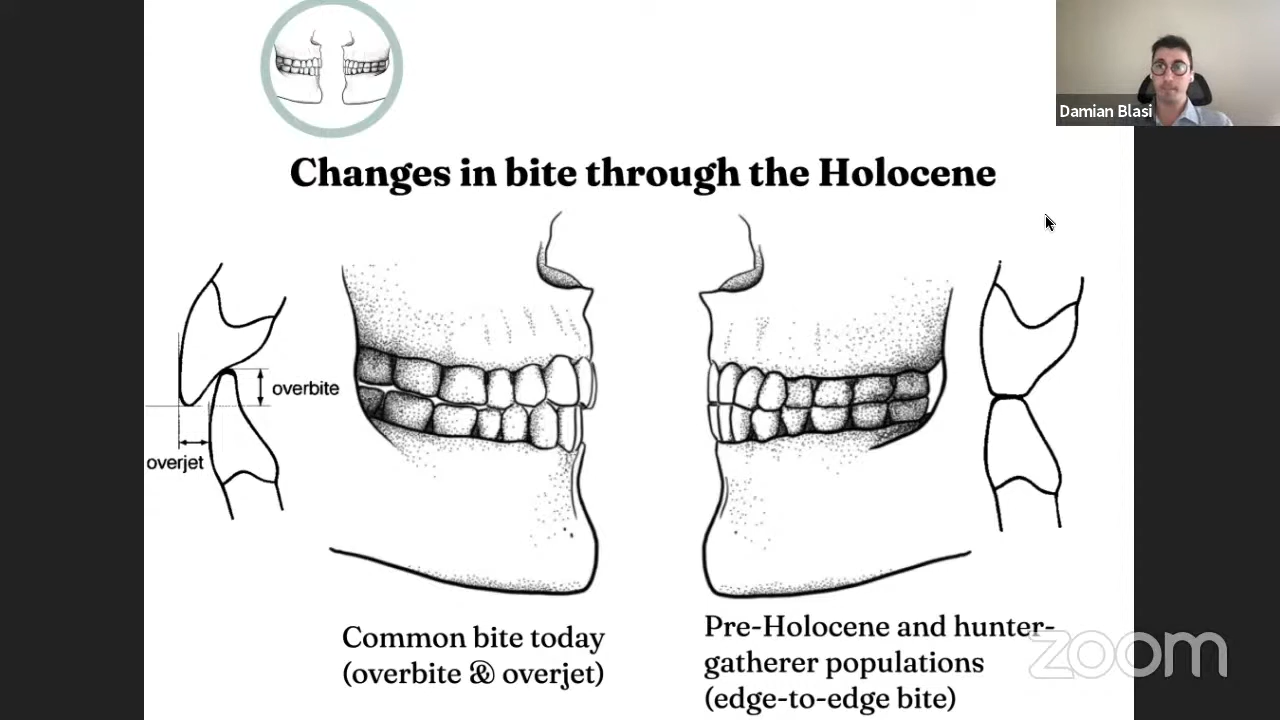 Damian Blasi
Changes in bite through the Holocene
overbite
overjet
Common bite today
(overbite & overjet)
Pre-Holocene and hunter-
gatherer populations
(edge-to-edge bite)
zoom